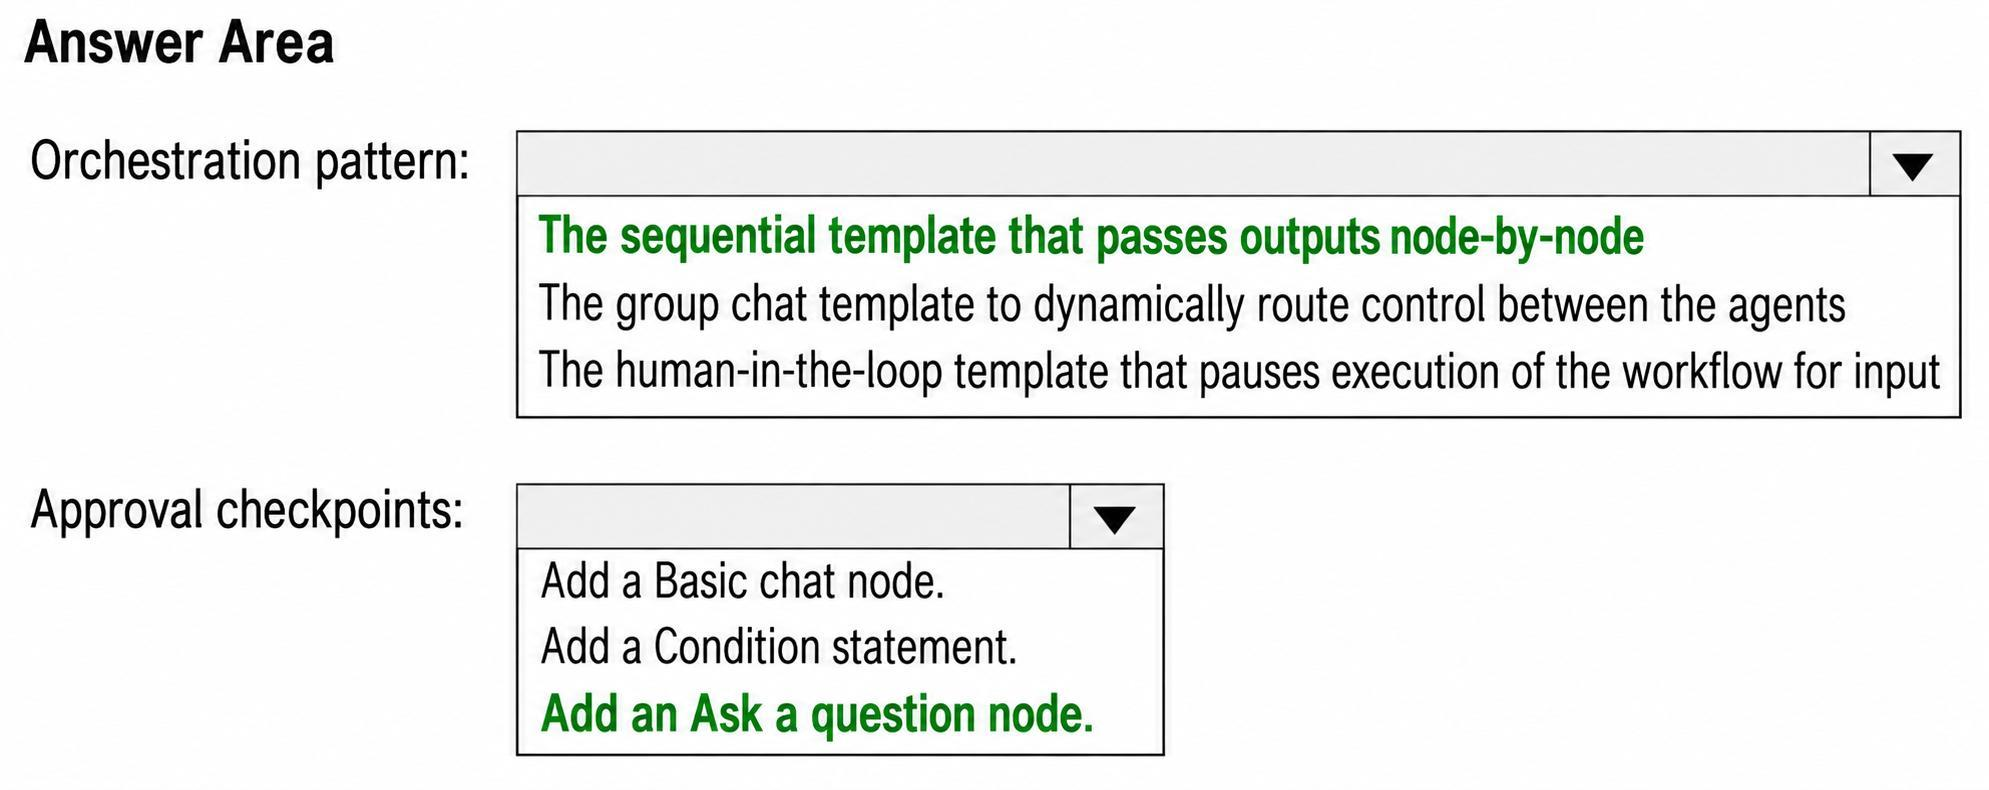 Answer Area
Orchestration pattern:
The sequential template that passes outputs node-by-node
The group chat template to dynamically route control between the agents
The human-in-the-loop template that pauses execution of the workflow for input
Approval checkpoints:
Add a Basic chat node.
Add a Condition statement.
Add an Ask a question node.